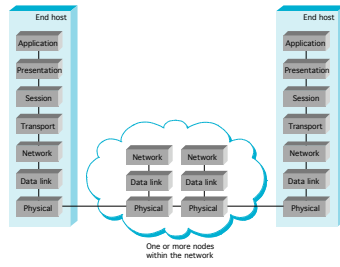 End host
Application
Presentation
Session
Transport
Network
Data link
Physical
Network
Data link
Physical
Network
Data link
Physical
One or more nodes
within the network
End host
Application
Presentation
Session
Transport
Network
Data link
Physical